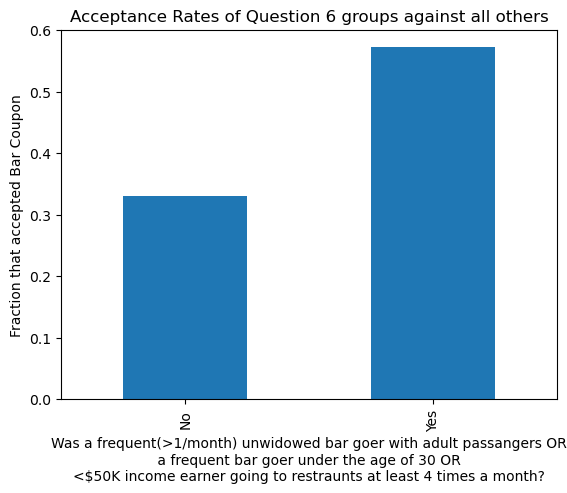 Acceptance Rates of Question 6 groups against all others
Fraction that accepted Bar Coupon
0.6
0.5
0.4
0.3
0.2
0.1
0.0
No
Yes
Was a frequent(>1/month) unwidowed bar goer with adult passangers OR
a frequent bar goer under the age of 30 OR
<$50K income earner going to restraunts at least 4 times a month?